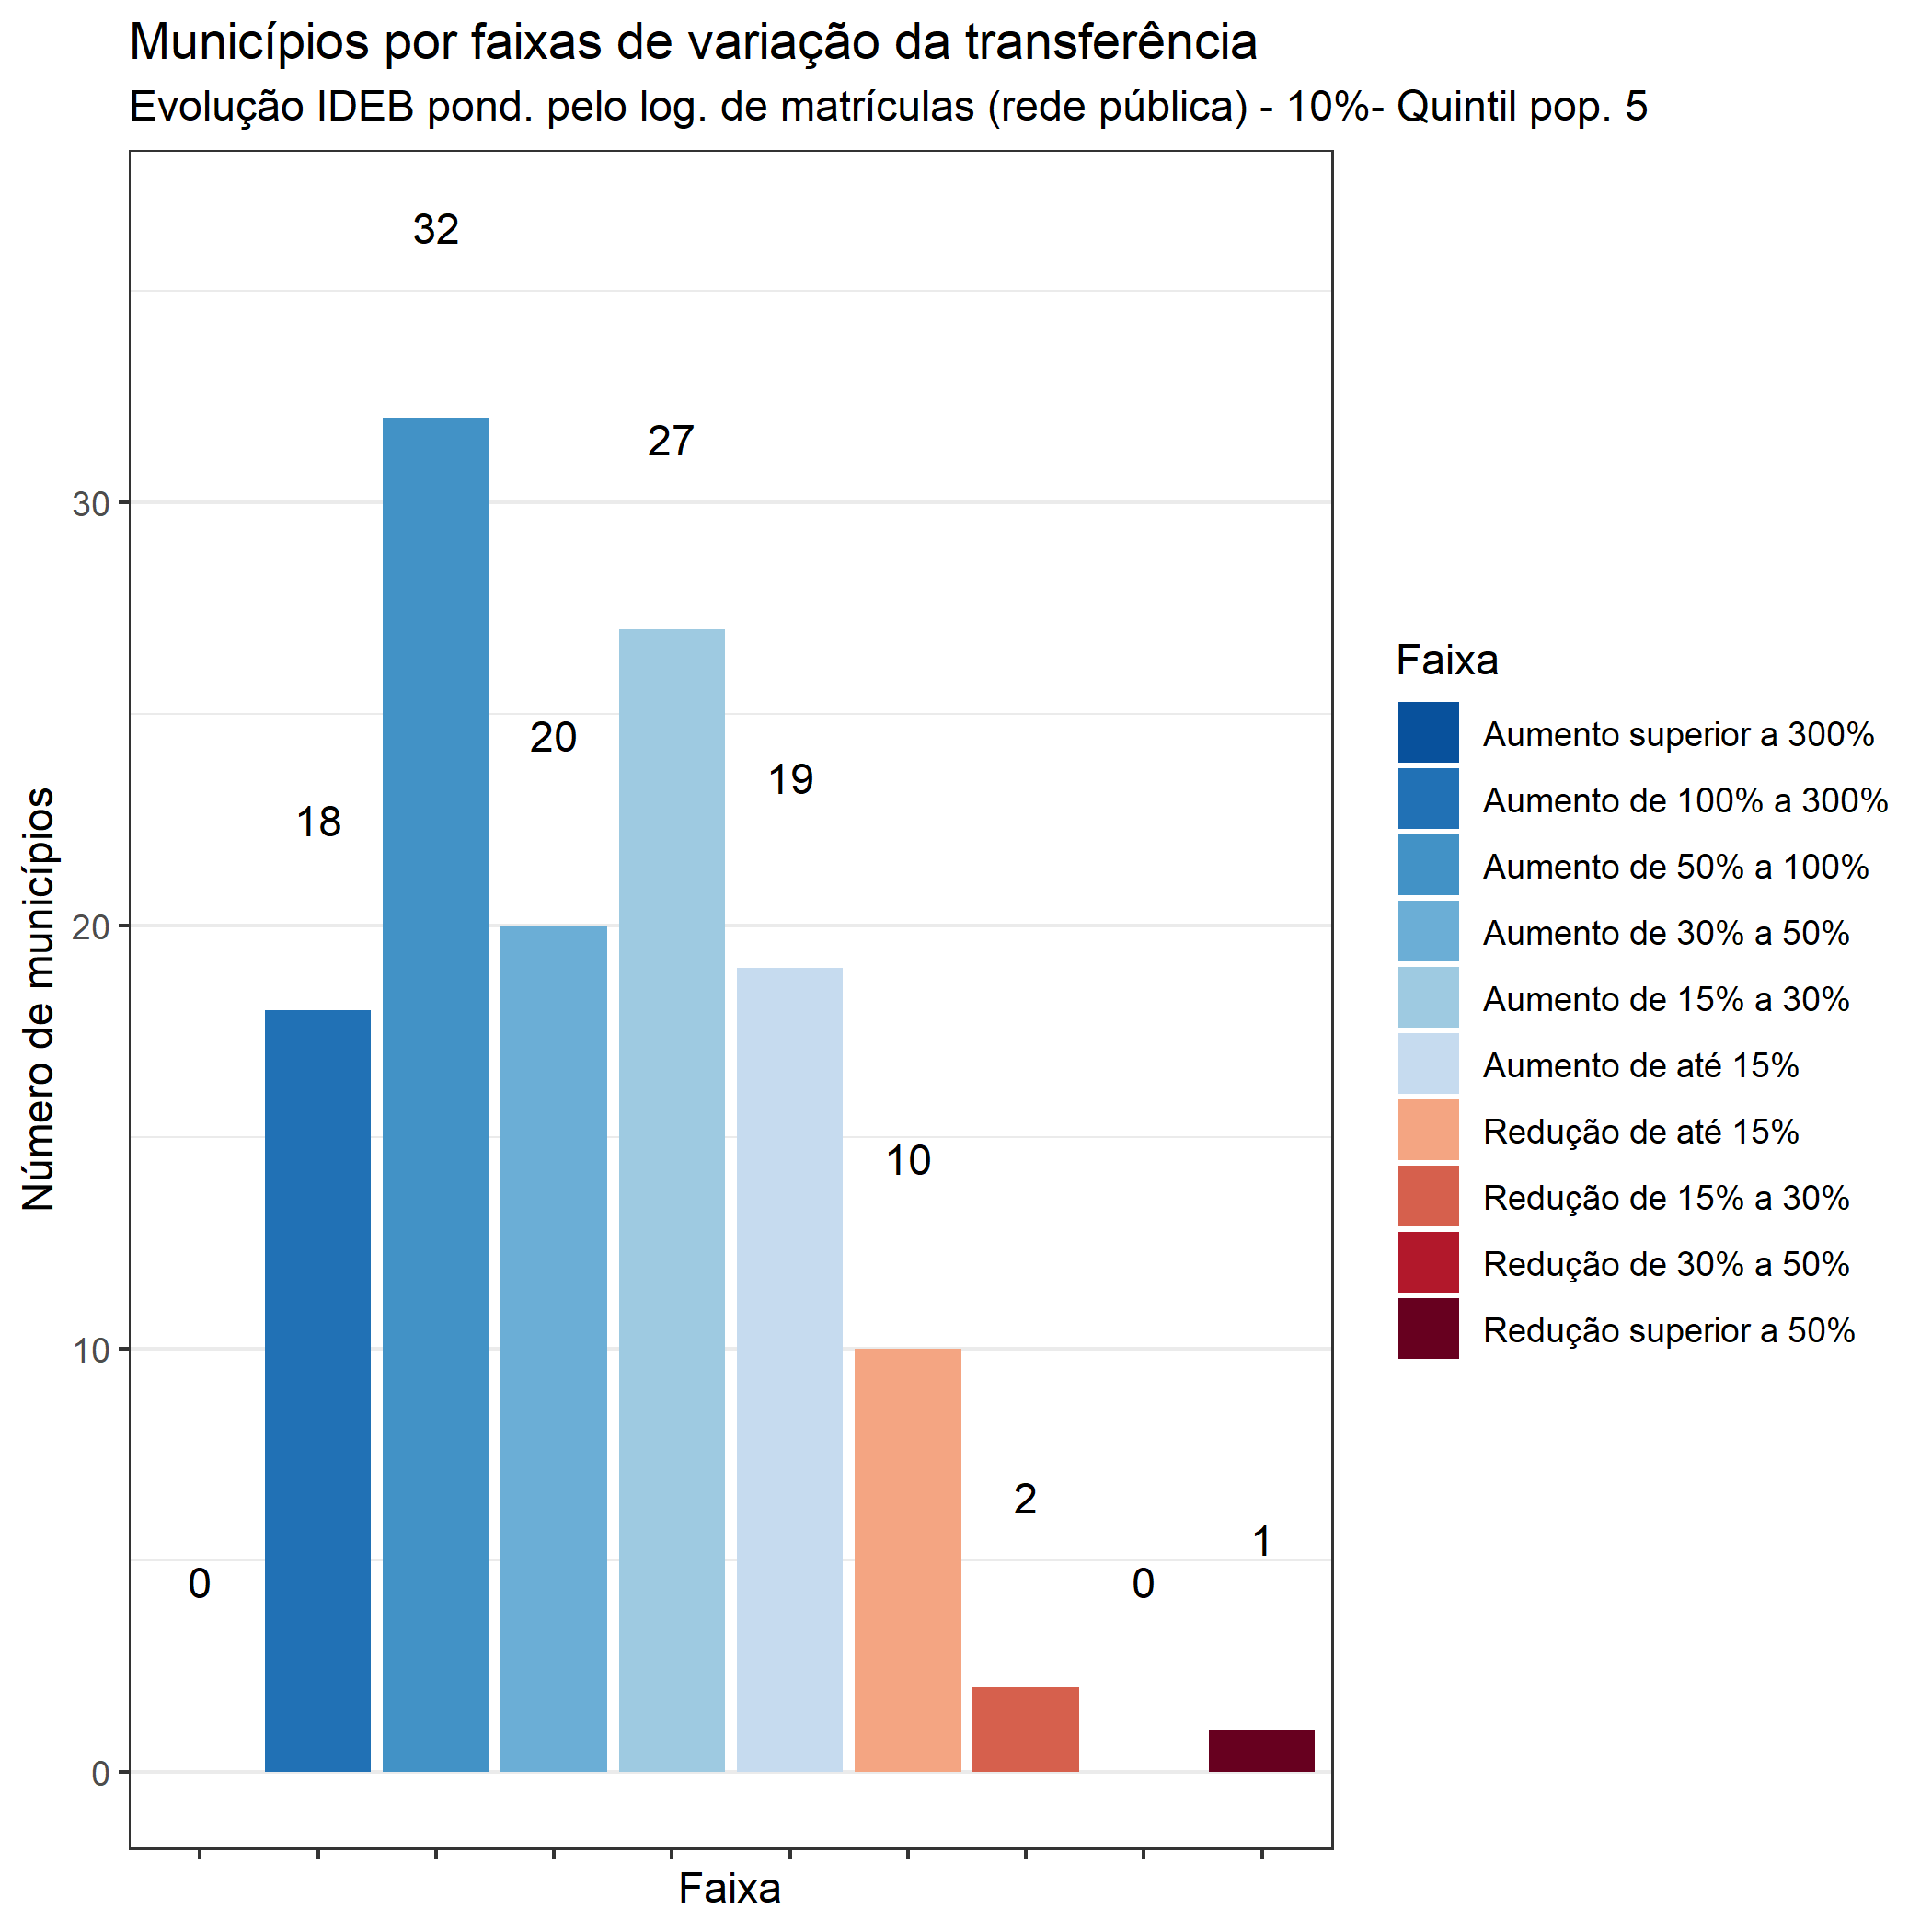 Municípios por faixas de variação da transferência
Evolução IDEB pond. pelo log. de matrículas (rede pública) - 10%- Quintil pop. 5
Número de municípios
30
20
10
0
0
18
32
20
27
19
10
2
0
1
Faixa
Faixa
Aumento superior a 300%
Aumento de 100% a 300%
Aumento de 50% a 100%
Aumento de 30% a 50%
Aumento de 15% a 30%
Aumento de até 15%
Redução de até 15%
Redução de 15% a 30%
Redução de 30% a 50%
Redução superior a 50%